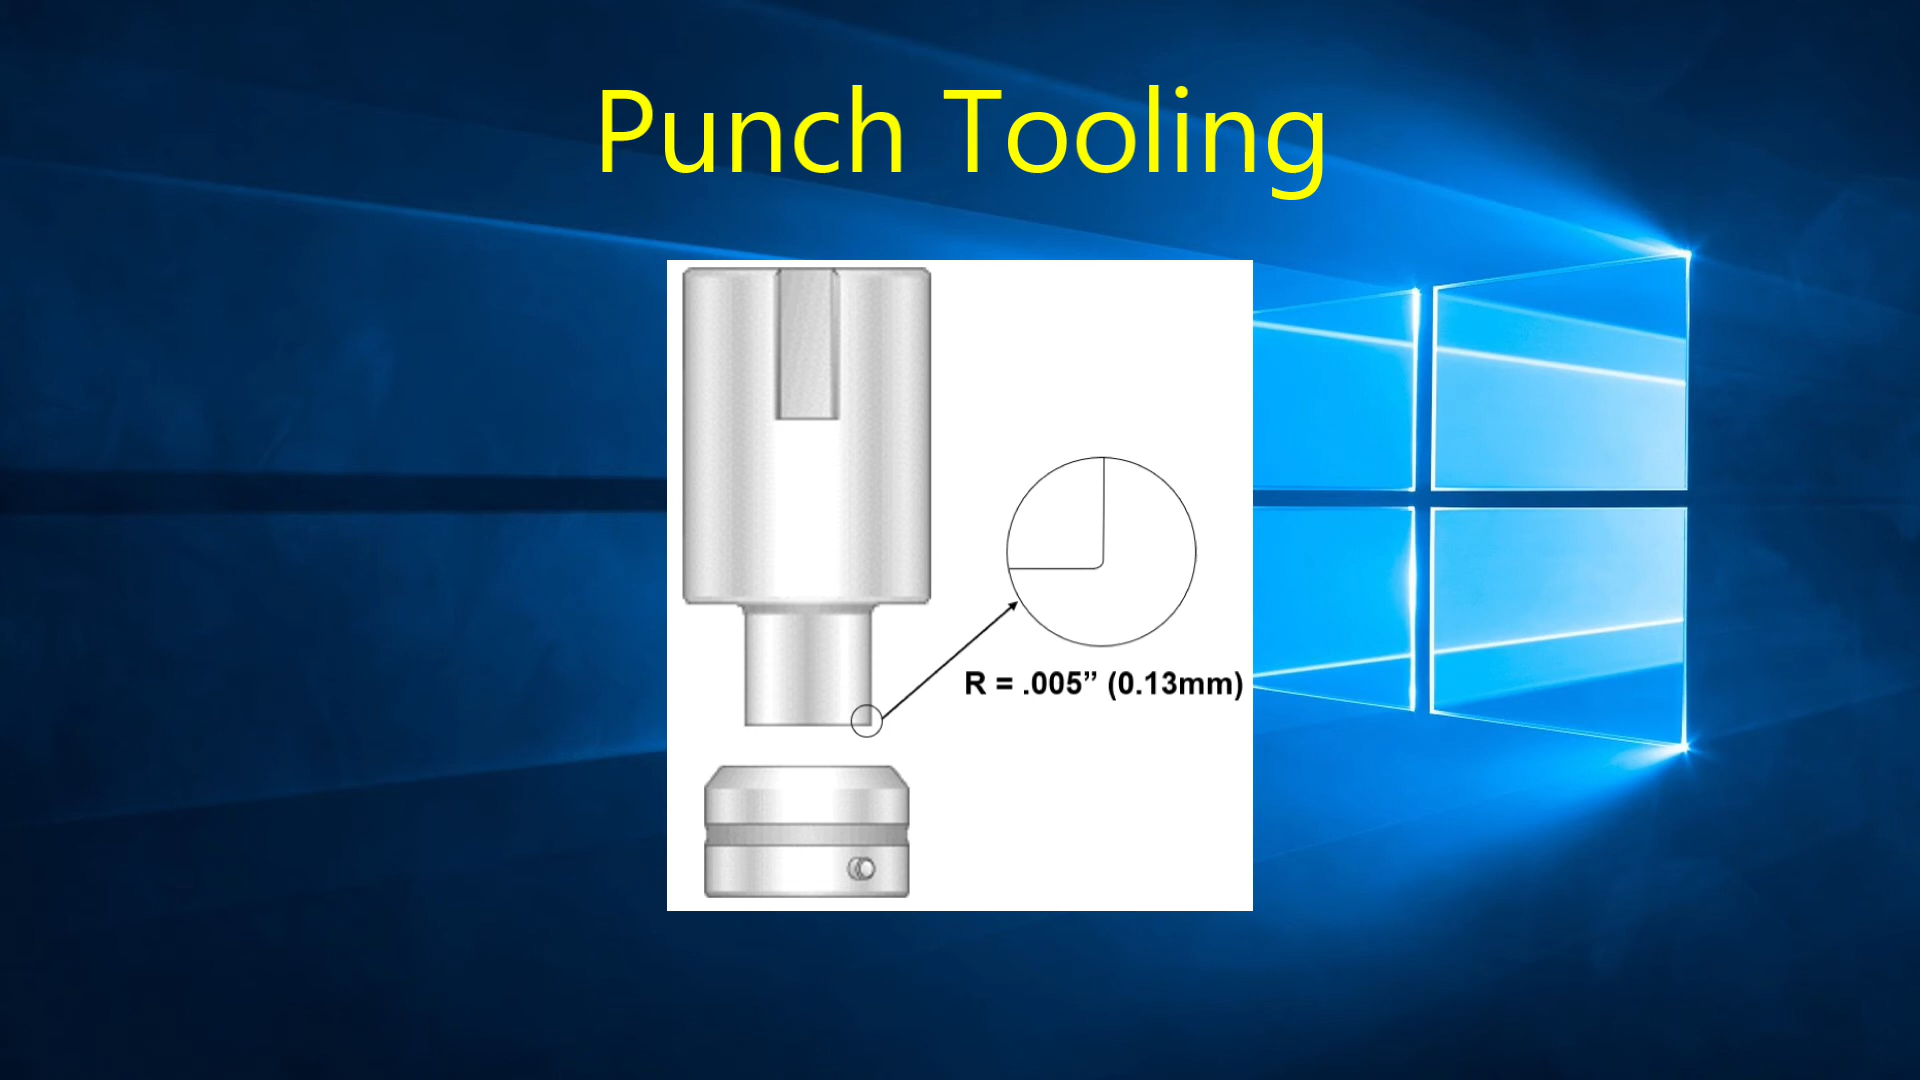 Punch Tooling
R = .005” (0.13mm)